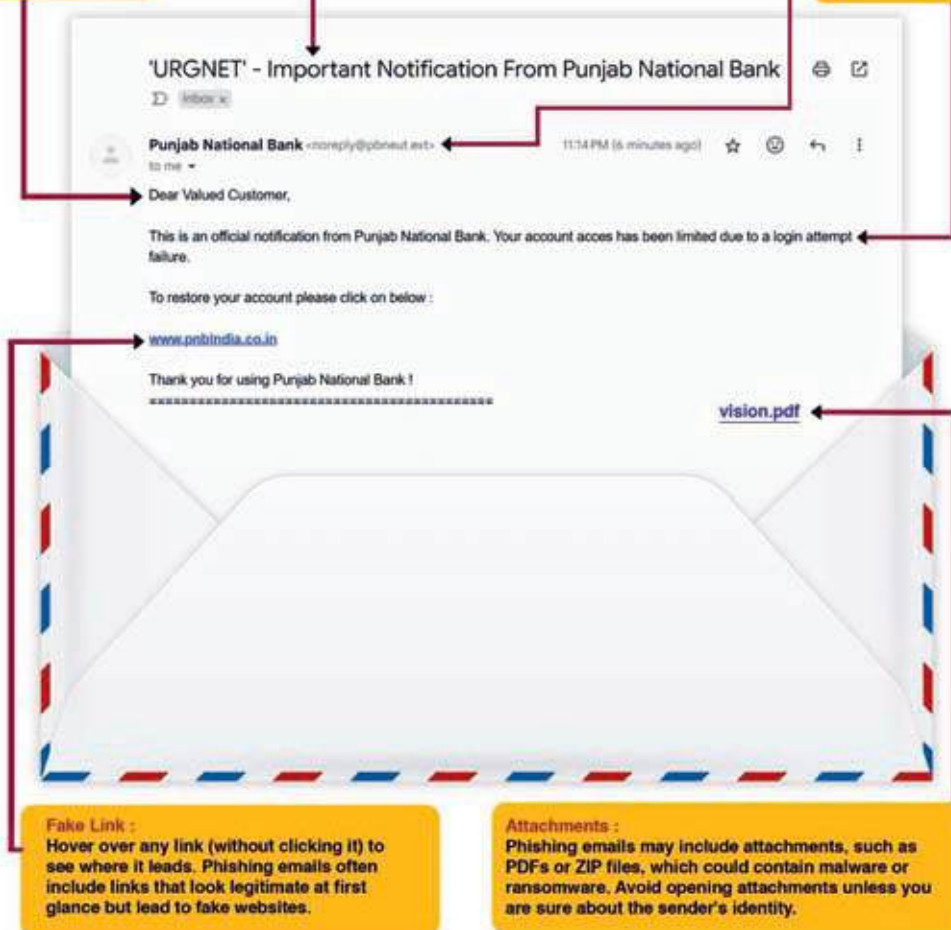 'URGNET' - Important Notification From Punjab National Bank
Inbox x
Punjab National Bank <noreply@pbneut.ext>
11:14 PM (6 minutes ago)
to me
Dear Valued Customer,
This is an official notification from Punjab National Bank. Your account acces has been limited due to a login attempt
failure.
To restore your account please click on below :
www.pnbindia.co.in
Thank you for using Punjab National Bank !
===========================================
vision.pdf
Fake Link :
Hover over any link (without clicking it) to
see where it leads. Phishing emails often
include links that look legitimate at first
glance but lead to fake websites.
Attachments :
Phishing emails may include attachments, such as
PDFs or ZIP files, which could contain malware or
ransomware. Avoid opening attachments unless you
are sure about the sender's identity.